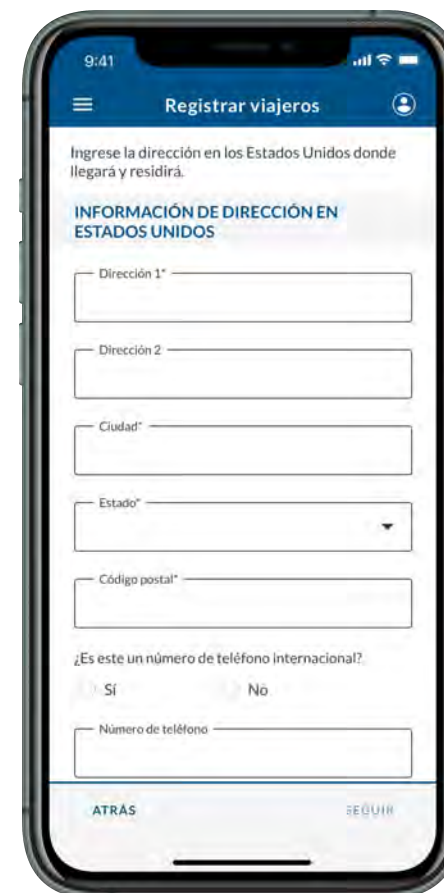 9:41
Registrar viajeros
Ingrese la dirección en los Estados Unidos donde
llegará y residirá.
INFORMACIÓN DE DIRECCIÓN EN
ESTADOS UNIDOS
Dirección 1*
Dirección 2
Ciudad*
Estado*
Código postal*
¿Es este un número de teléfono internacional?
Sí No
Número de teléfono
ATRÁS SEGUIR